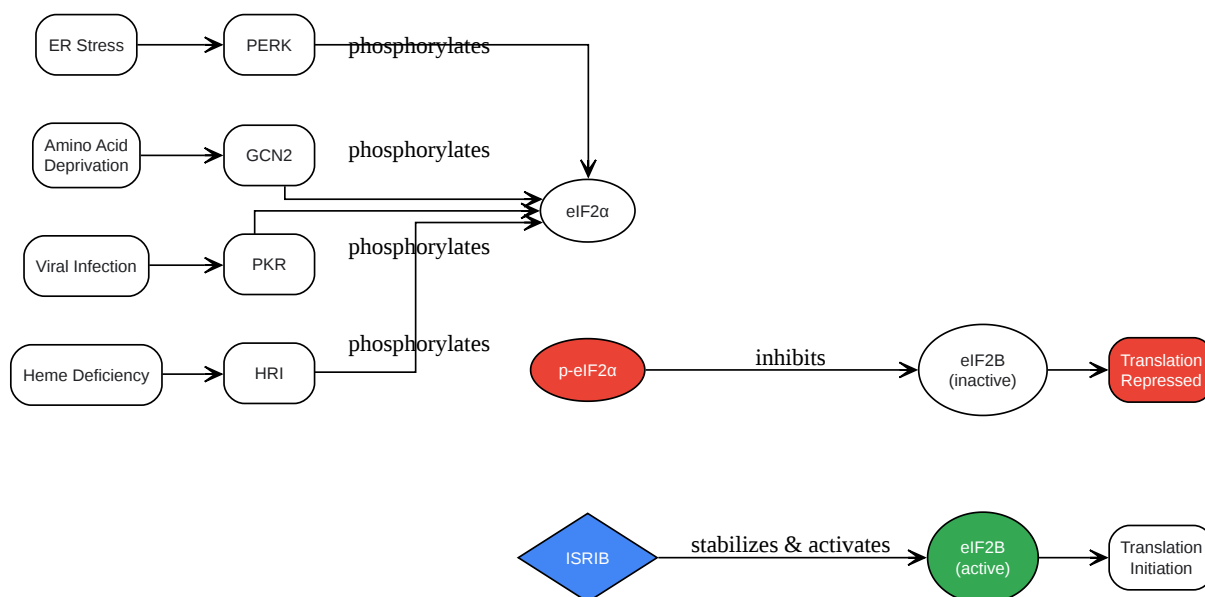 ER Stress
PERK
phosphorylates
Amino Acid
Deprivation
GCN2
phosphorylates
eIF2α
Viral Infection
PKR
phosphorylates
Heme Deficiency
HRI
phosphorylates
p-eIF2α
inhibits
eIF2B
(inactive)
Translation
Repressed
ISRIB
stabilizes & activates
eIF2B
(active)
Translation
Initiation